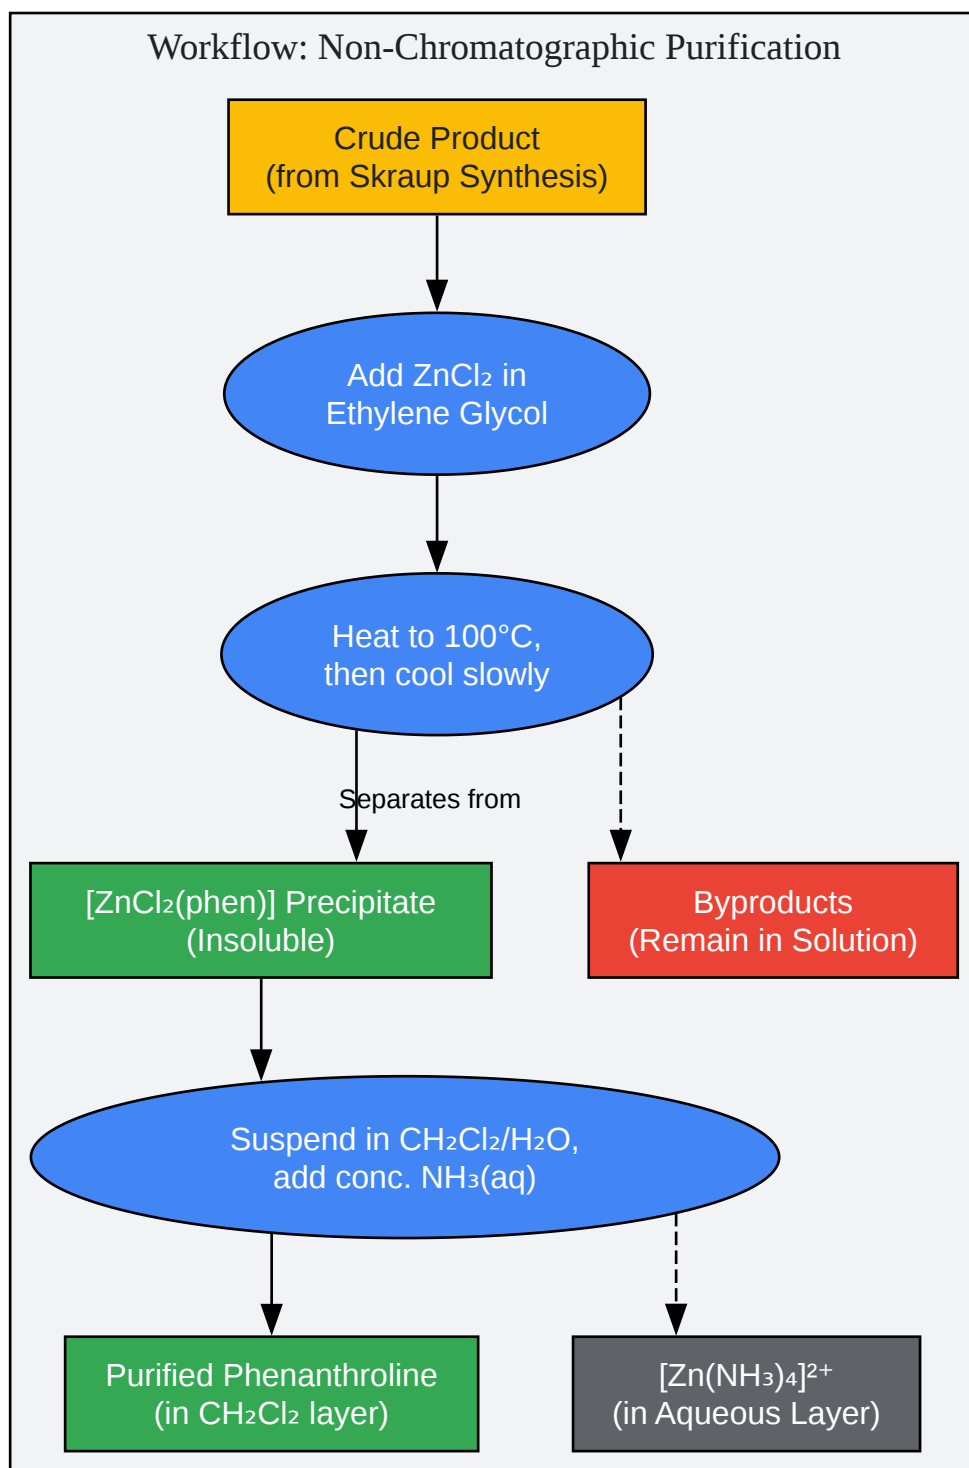 Workflow: Non-Chromatographic Purification
Crude Product
(from Skraup Synthesis)
Add ZnCl₂ in
Ethylene Glycol
Heat to 100°C,
then cool slowly
Separates from
[ZnCl₂(phen)] Precipitate
(Insoluble)
Byproducts
(Remain in Solution)
Suspend in CH₂Cl₂/H₂O,
add conc. NH₃(aq)
Purified Phenanthroline
(in CH₂Cl₂ layer)
[Zn(NH₃)₄]²⁺
(in Aqueous Layer)